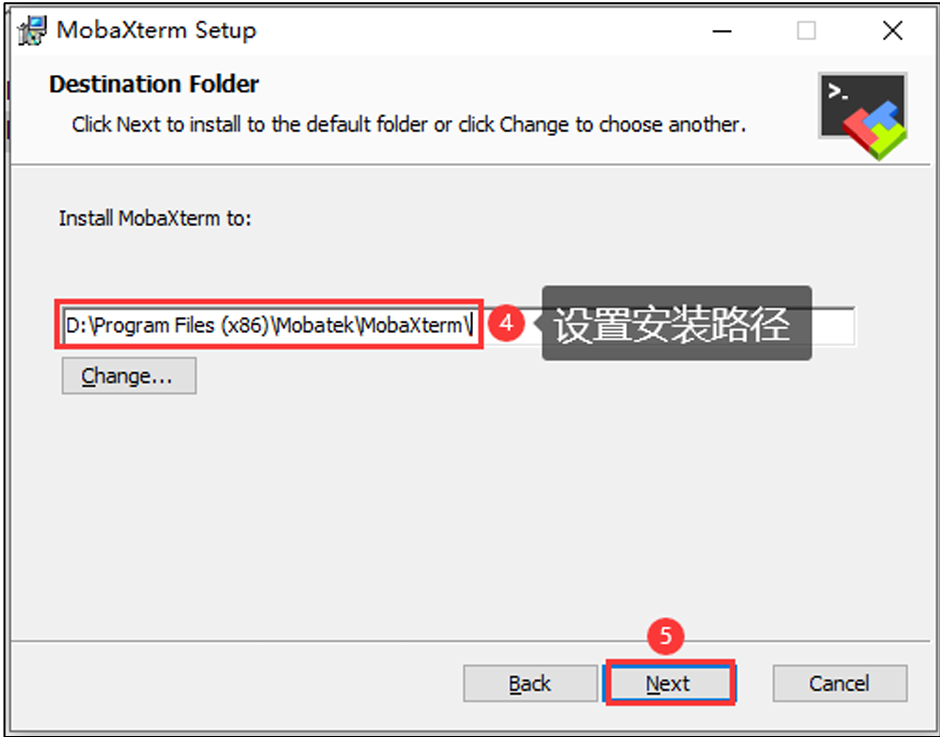 MobaXterm Setup
Destination Folder
Click Next to install to the default folder or click Change to choose another.
>_
Install MobaXterm to:
D:\Program Files (x86)\Mobatek\MobaXterm\
4
设置安装路径
Change...
5
Back
Next
Cancel